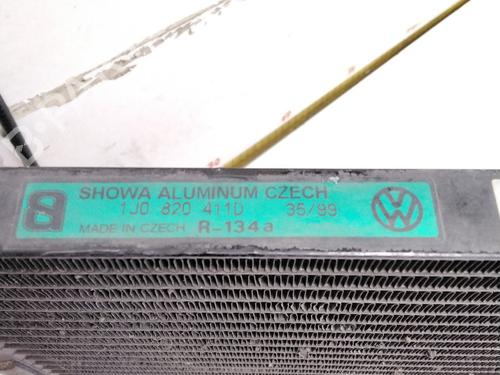 SHOWA ALUMINUM CZECH
1J0 820 411D 35/99
MADE IN CZECH R-134a